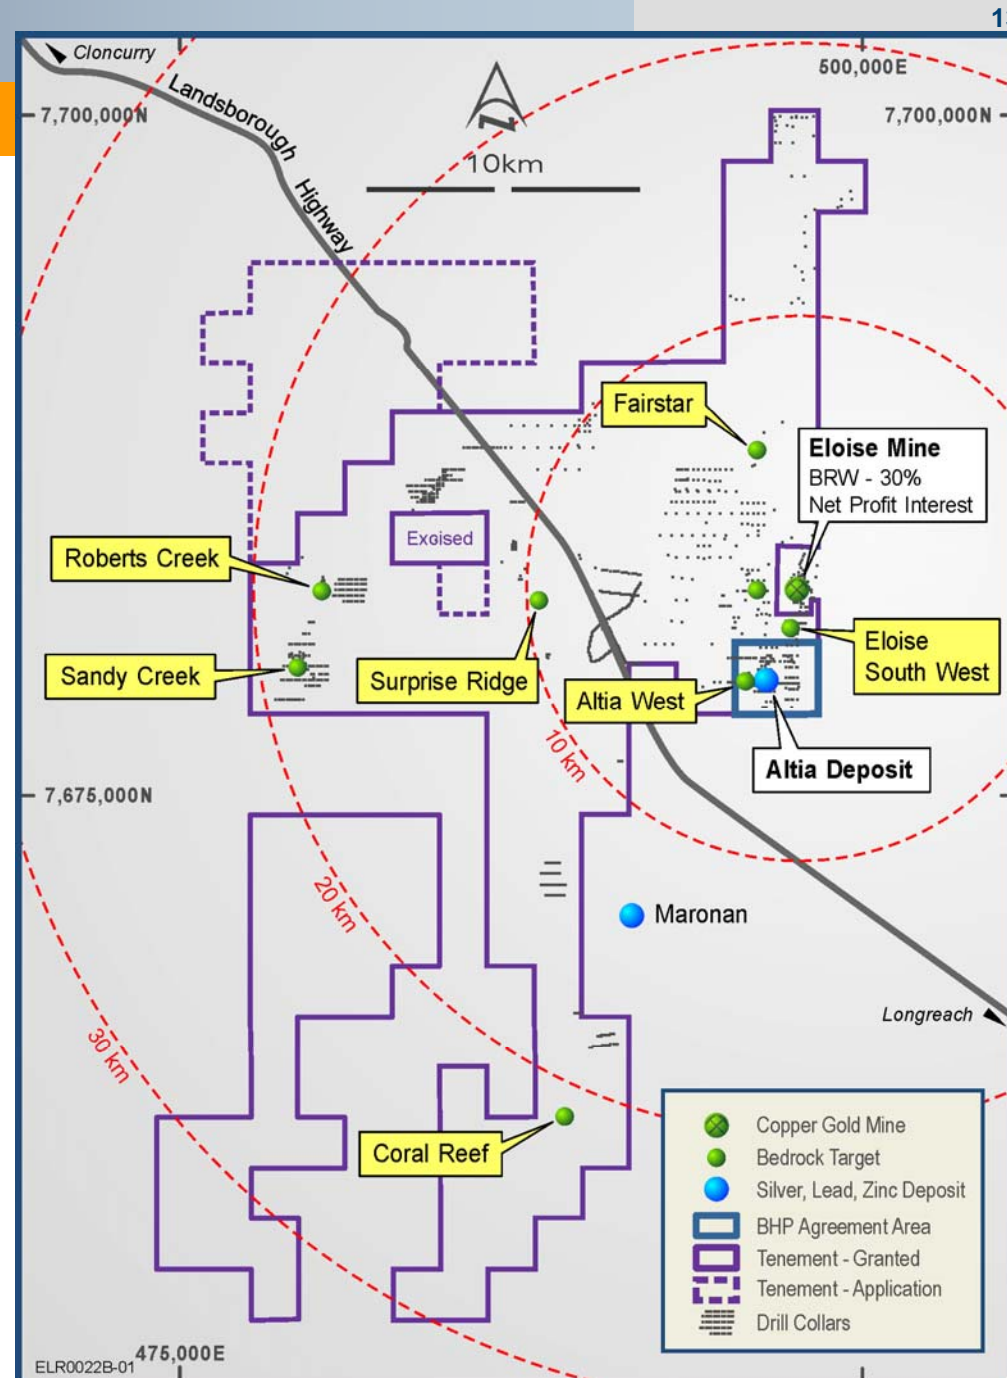 Cloncurry
500,000E
Landsborough Highway
7,700,000N
7,700,000N
10km
Fairstar
Eloise Mine
BRW - 30%
Net Profit Interest
Excised
Roberts Creek
Sandy Creek
Surprise Ridge
Eloise
South West
Altia West
10 km
Altia Deposit
7,675,000N
20 km
Maronan
Longreach
30 km
Coral Reef
Copper Gold Mine
Bedrock Target
Silver, Lead, Zinc Deposit
BHP Agreement Area
Tenement - Granted
Tenement - Application
Drill Collars
475,000E
ELR0022B-01